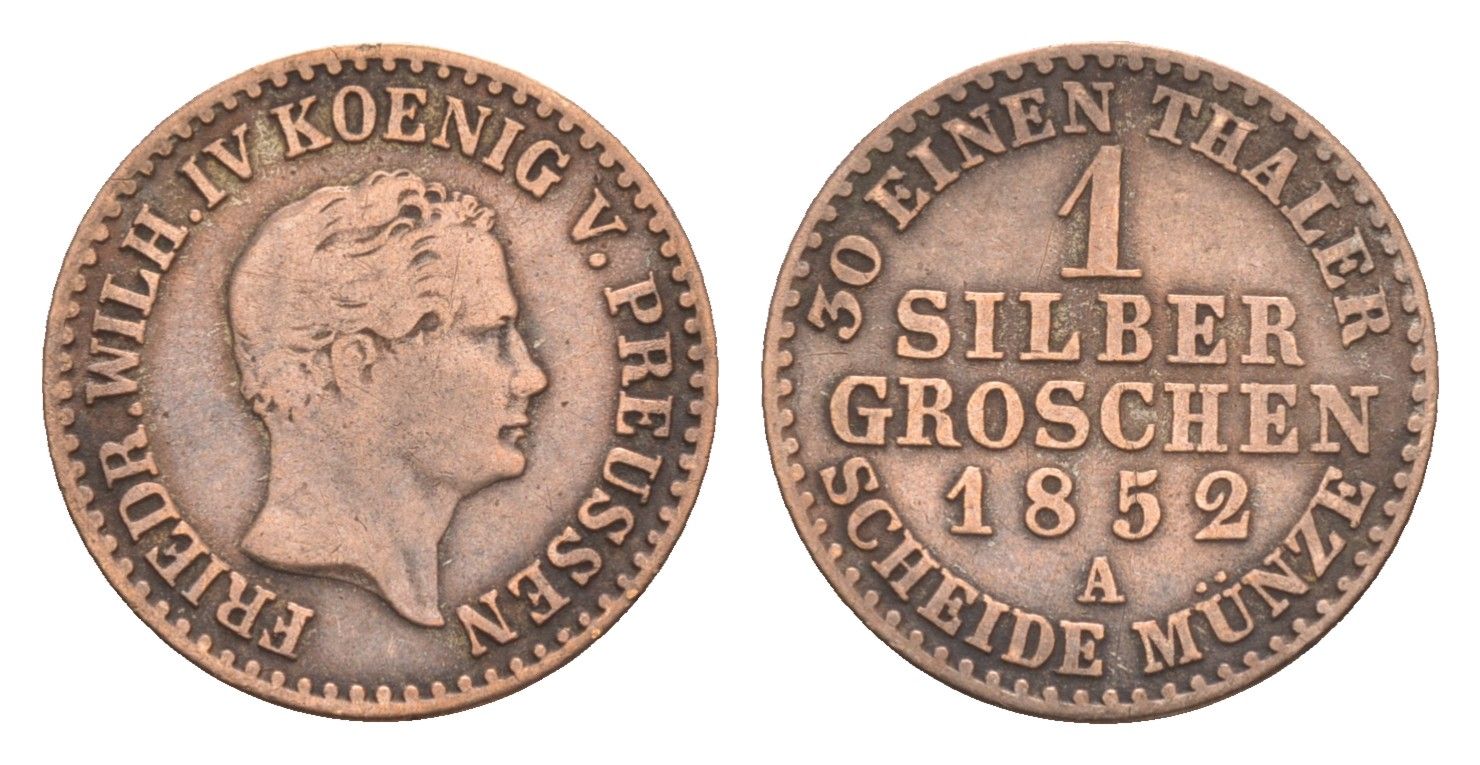 FRIEDR.WILH.IV KOENIG V. PREUSSEN
30 EINEN THALER
1
SILBER
GROSCHEN
1852
A
SCHEIDE MÜNZE